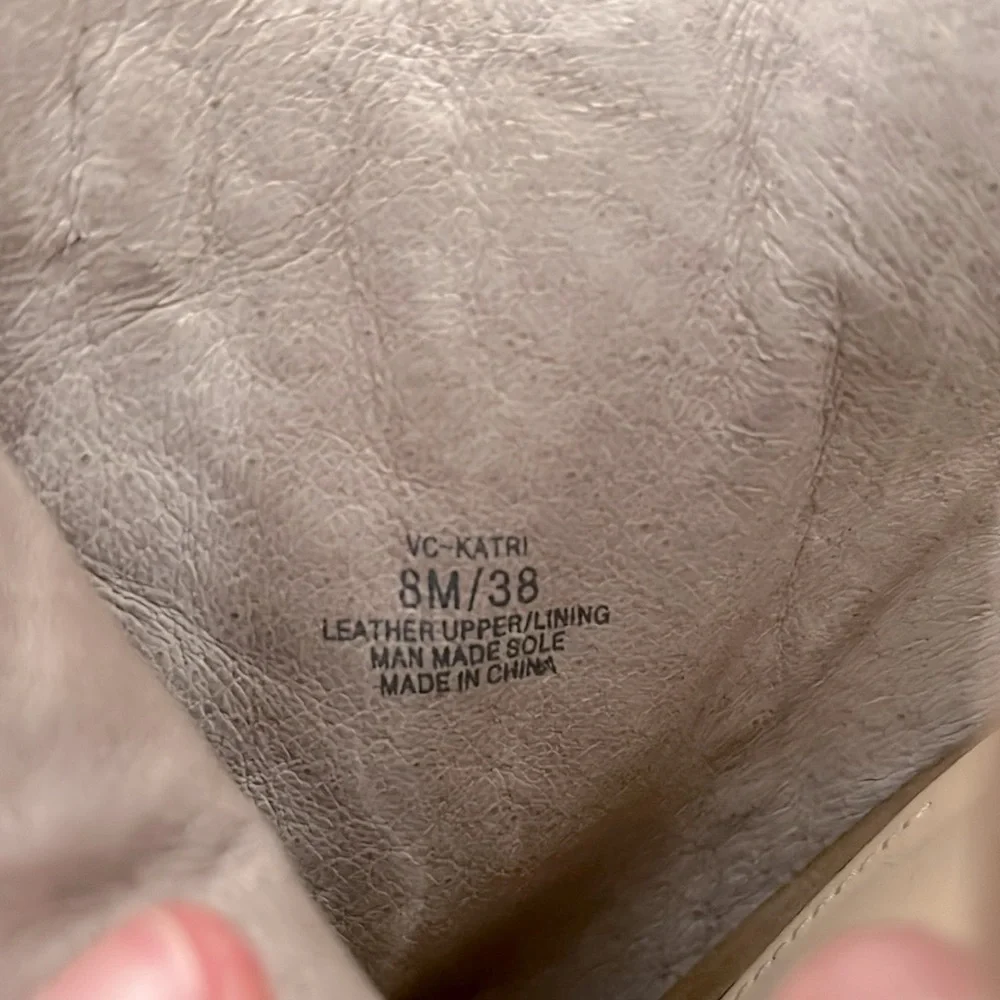 VC-KATRI
8M/38
LEATHER UPPER/LINING
MAN MADE SOLE
MADE IN CHINA